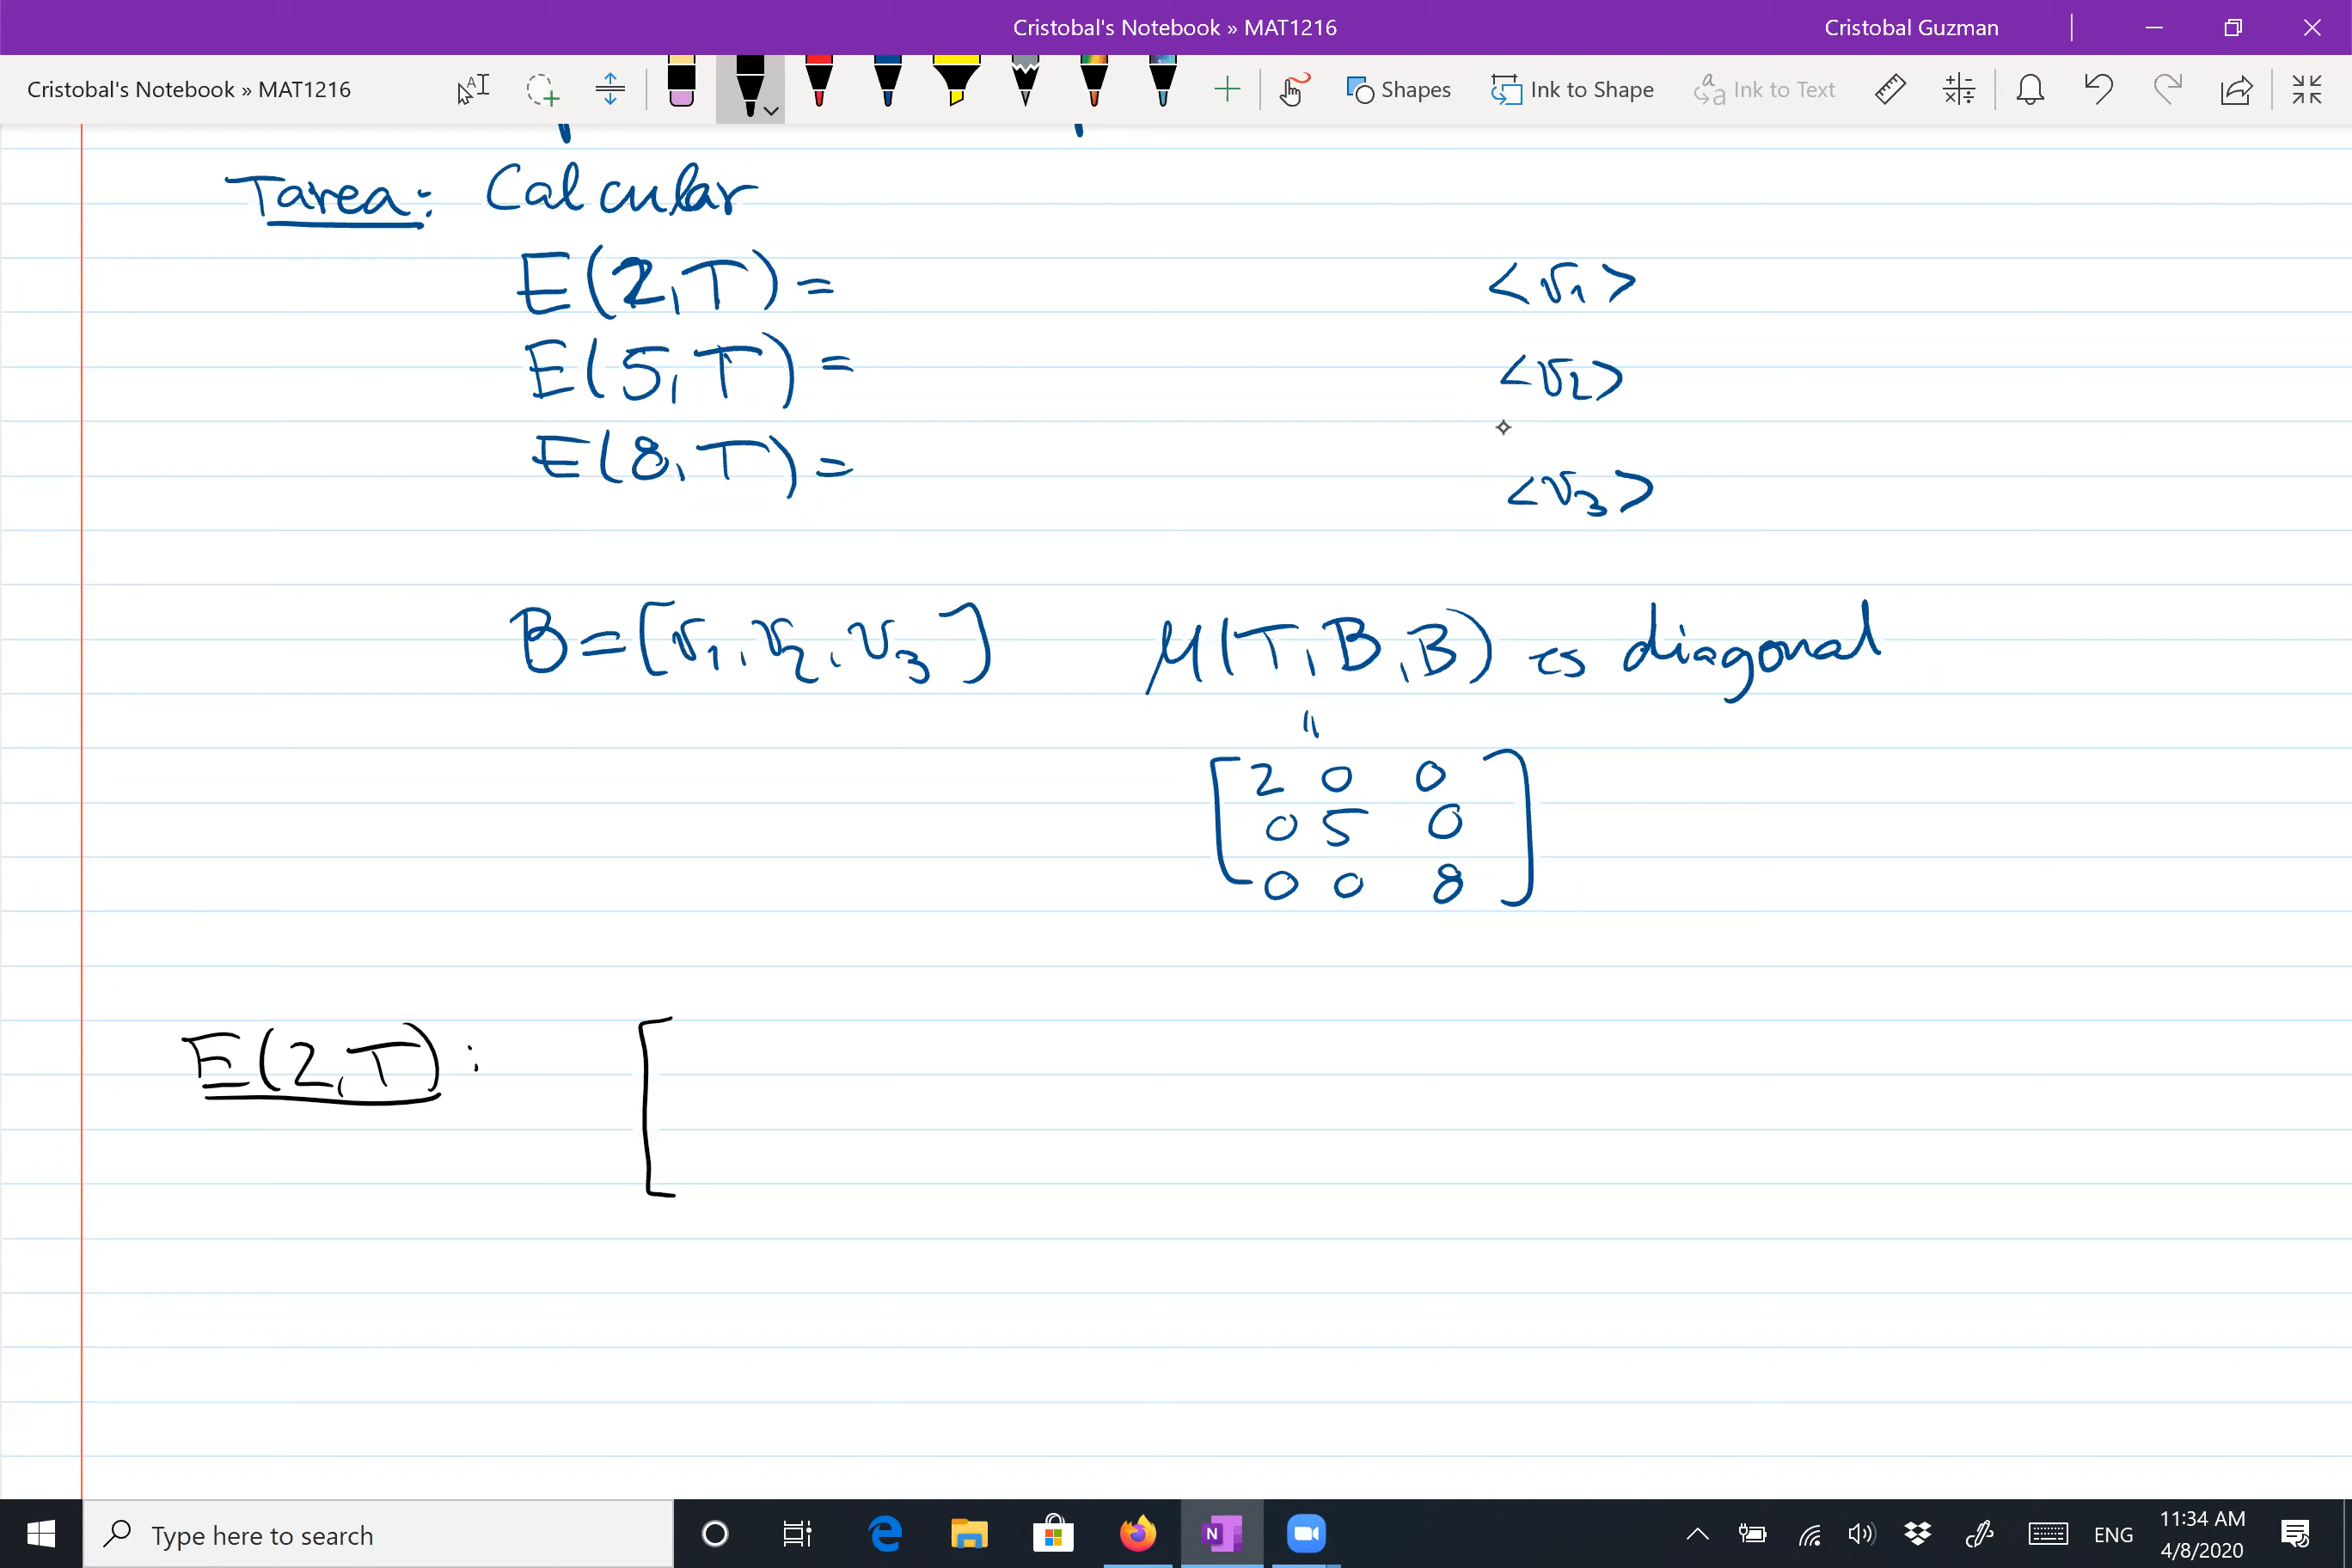 Cristobal's Notebook » MAT1216
Cristobal Guzman
Cristobal's Notebook » MAT1216
Shapes
Ink to Shape
Ink to Text
Tarea: Calcular
E(2,T)= <v1>
E(5,T)= <v2>
E(8,T)= <v3>
B=[v1,v2,v3] M(T,B,B) es diagonal
"
[2 0 0
0 5 0
0 0 8]
E(2,T): [
Type here to search
ENG
11:34 AM
4/8/2020